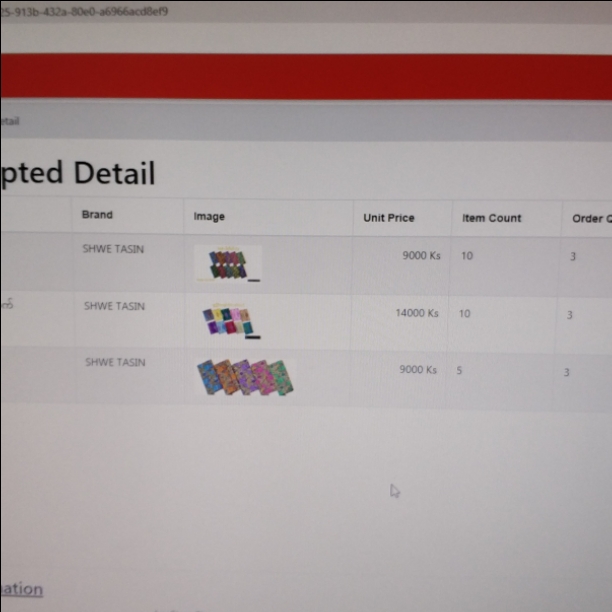 25-913b-432a-80e0-a6966acd8ef9
etail
pted Detail
Brand Image Unit Price Item Count Order Q
SHWE TASIN 9000 Ks 10 3
SHWE TASIN 14000 Ks 10 3
SHWE TASIN 9000 Ks 5 3
ation